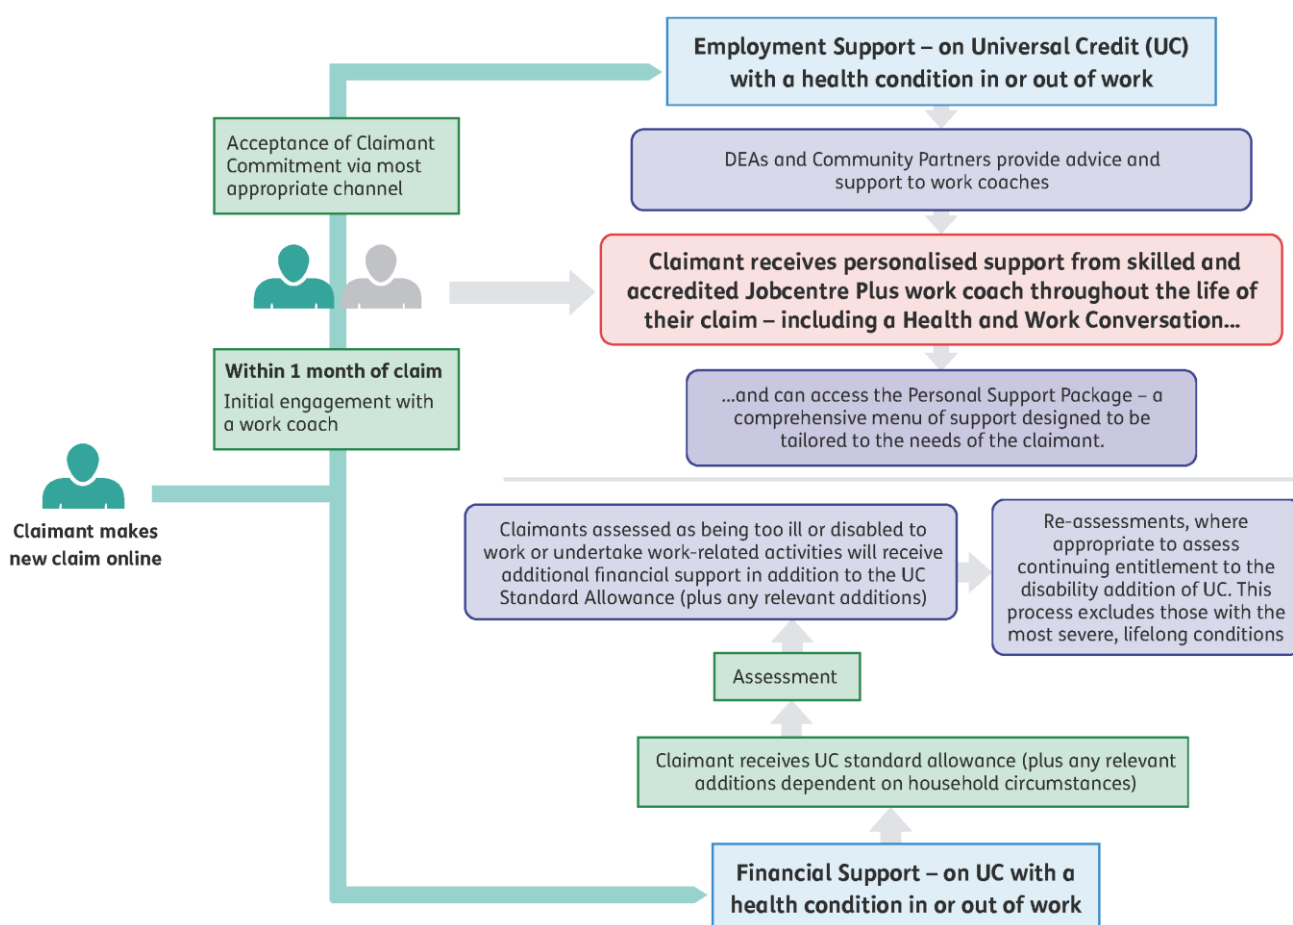 Employment Support – on Universal Credit (UC)
with a health condition in or out of work
Acceptance of Claimant
Commitment via most
appropriate channel
DEAs and Community Partners provide advice and
support to work coaches
Claimant receives personalised support from skilled and
accredited Jobcentre Plus work coach throughout the life of
their claim – including a Health and Work Conversation...
Within 1 month of claim
Initial engagement with
a work coach
...and can access the Personal Support Package – a
comprehensive menu of support designed to be
tailored to the needs of the claimant.
Claimant makes
new claim online
Claimants assessed as being too ill or disabled to
work or undertake work-related activities will receive
additional financial support in addition to the UC
Standard Allowance (plus any relevant additions)
Re-assessments, where
appropriate to assess
continuing entitlement to the
disability addition of UC. This
process excludes those with the
most severe, lifelong conditions
Assessment
Claimant receives UC standard allowance (plus any relevant
additions dependent on household circumstances)
Financial Support – on UC with a
health condition in or out of work